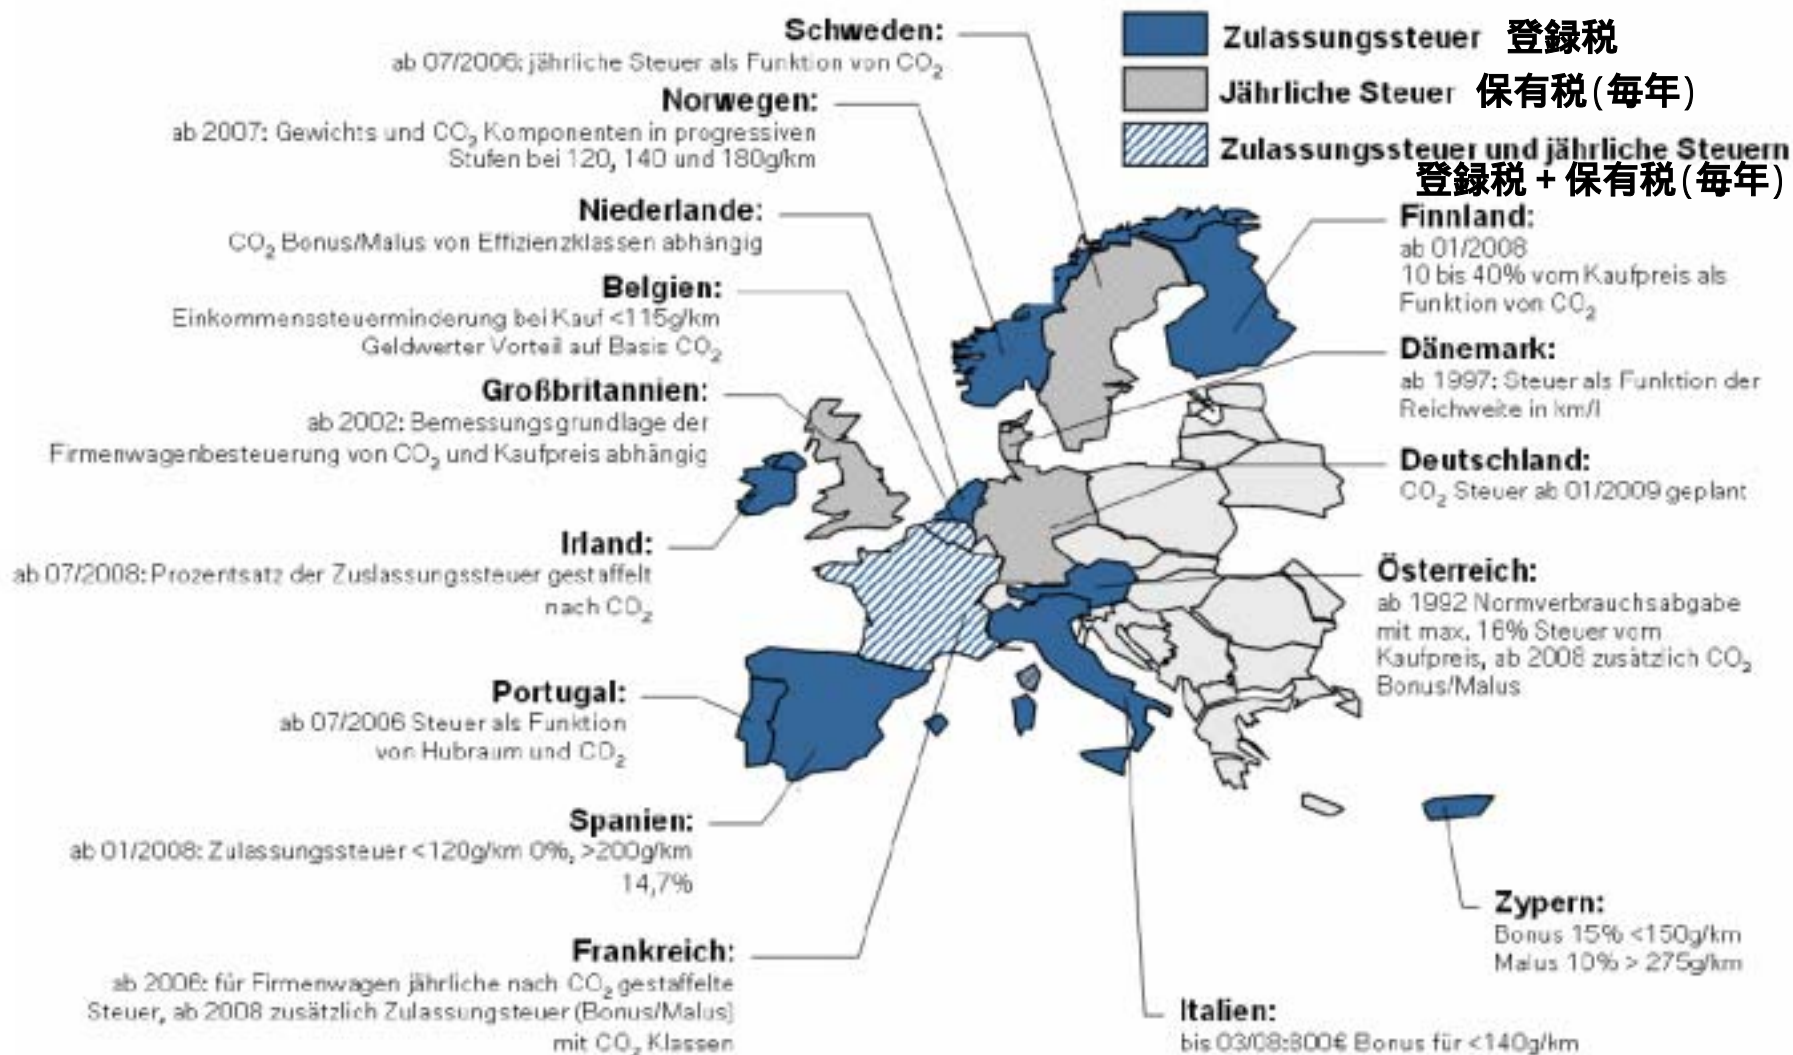 Schweden:
ab 07/2006: jährliche Steuer als Funktion von CO₂
Norwegen:
ab 2007: Gewichts und CO₂ Komponenten in progressiven
Stufen bei 120, 140 und 180g/km
Niederlande:
CO₂ Bonus/Malus von Effizienzklassen abhängig
Belgien:
Einkommenssteuerminderung bei Kauf <115g/km
Geldwerter Vorteil auf Basis CO₂
Großbritannien:
ab 2002: Bemessungsgrundlage der
Firmenwagenbesteuerung von CO₂ und Kaufpreis abhängig
Irland:
ab 07/2008: Prozentsatz der Zuslassungssteuer gestaffelt
nach CO₂
Portugal:
ab 07/2006 Steuer als Funktion
von Hubraum und CO₂
Spanien:
ab 01/2008: Zulassungssteuer <120g/km 0%, >200g/km
14,7%
Frankreich:
ab 2006: für Firmenwagen jährliche nach CO₂ gestaffelte
Steuer, ab 2008 zusätzlich Zulassungsteuer (Bonus/Malus)
mit CO₂ Klassen
Zulassungssteuer 登録税
Jährliche Steuer 保有税(毎年)
Zulassungssteuer und jährliche Steuern
登録税+保有税(毎年)
Finnland:
ab 01/2008
10 bis 40% vom Kaufpreis als
Funktion von CO₂
Dänemark:
ab 1997: Steuer als Funktion der
Reichweite in km/l
Deutschland:
CO₂ Steuer ab 01/2009 geplant
Österreich:
ab 1992 Normverbrauchsabgabe
mit max. 16% Steuer vom
Kaufpreis, ab 2008 zusätzlich CO₂
Bonus/Malus
Zypern:
Bonus 15% <150g/km
Malus 10% > 275g/km
Italien:
bis 03/08:800€ Bonus für <140g/km